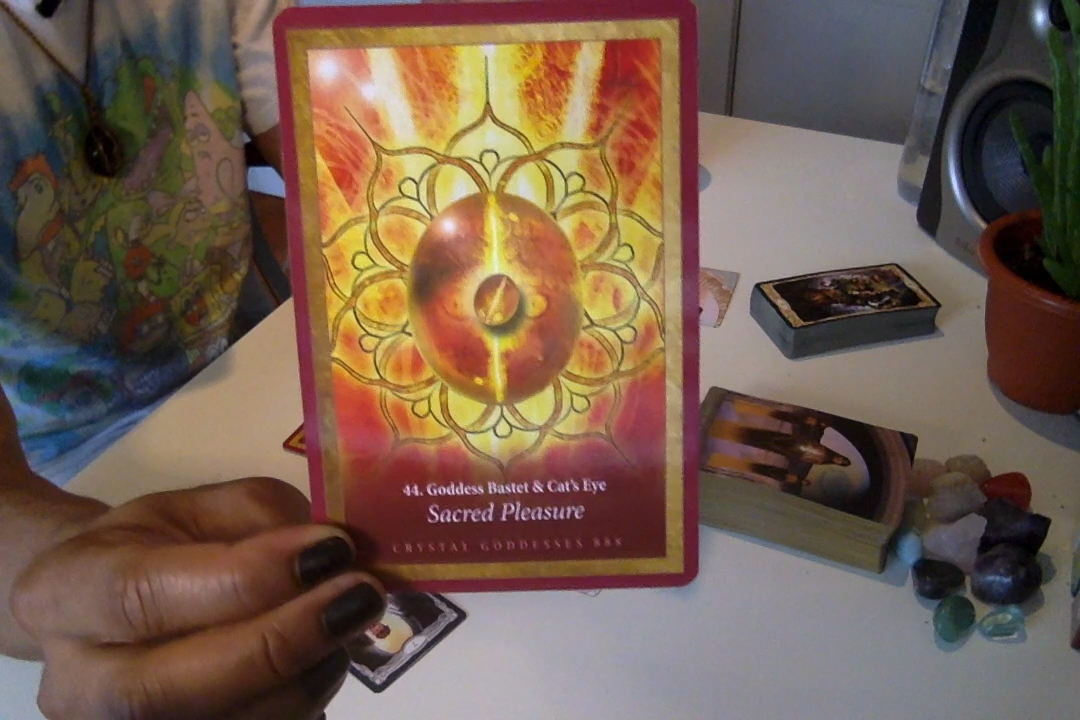 44. Goddess Bastet & Cat's Eye
Sacred Pleasure
CRYSTAL GODDESSES 888